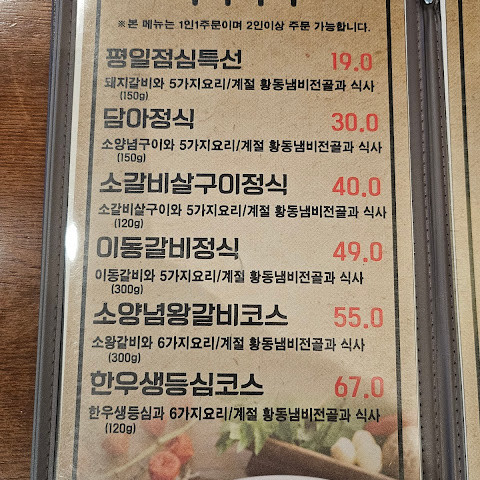 ※본 메뉴는 1인1주문이며 2인이상 주문 가능합니다.
평일점심특선 19.0
돼지갈비와 5가지요리/계절 황동냄비전골과 식사
(150g)
담아정식 30.0
소양념구이와 5가지요리/계절 황동냄비전골과 식사
(150g)
소갈비살구이정식 40.0
소갈비살구이와 5가지요리/계절 황동냄비전골과 식사
(120g)
이동갈비정식 49.0
이동갈비와 5가지요리/계절 황동냄비전골과 식사
(300g)
소양념왕갈비코스 55.0
소왕갈비와 6가지요리/계절 황동냄비전골과 식사
(300g)
한우생등심코스 67.0
한우생등심과 6가지요리/계절 황동냄비전골과 식사
(120g)